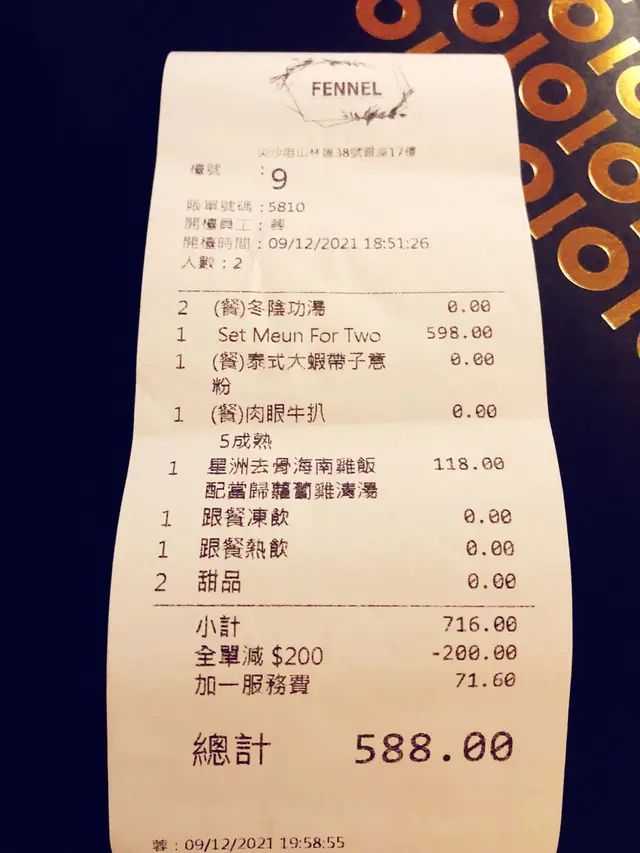 FENNEL
尖沙咀山林道38號銀座17樓
檯號 : 9
賬單號碼 : 5810
開檯員工 : 蓉
開檯時間 : 09/12/2021 18:51:26
人數 : 2
2 (餐)冬陰功湯 0.00
1 Set Meun For Two 598.00
1 (餐)泰式大蝦帶子意 0.00
粉
1 (餐)肉眼牛扒 0.00
5成熟
1 星洲去骨海南雞飯 118.00
配當歸蘿蔔雞清湯
1 跟餐凍飲 0.00
1 跟餐熱飲 0.00
2 甜品 0.00
小計 716.00
全單減 $200 -200.00
加一服務費 71.60
總計 588.00
蓉 : 09/12/2021 19:58:55